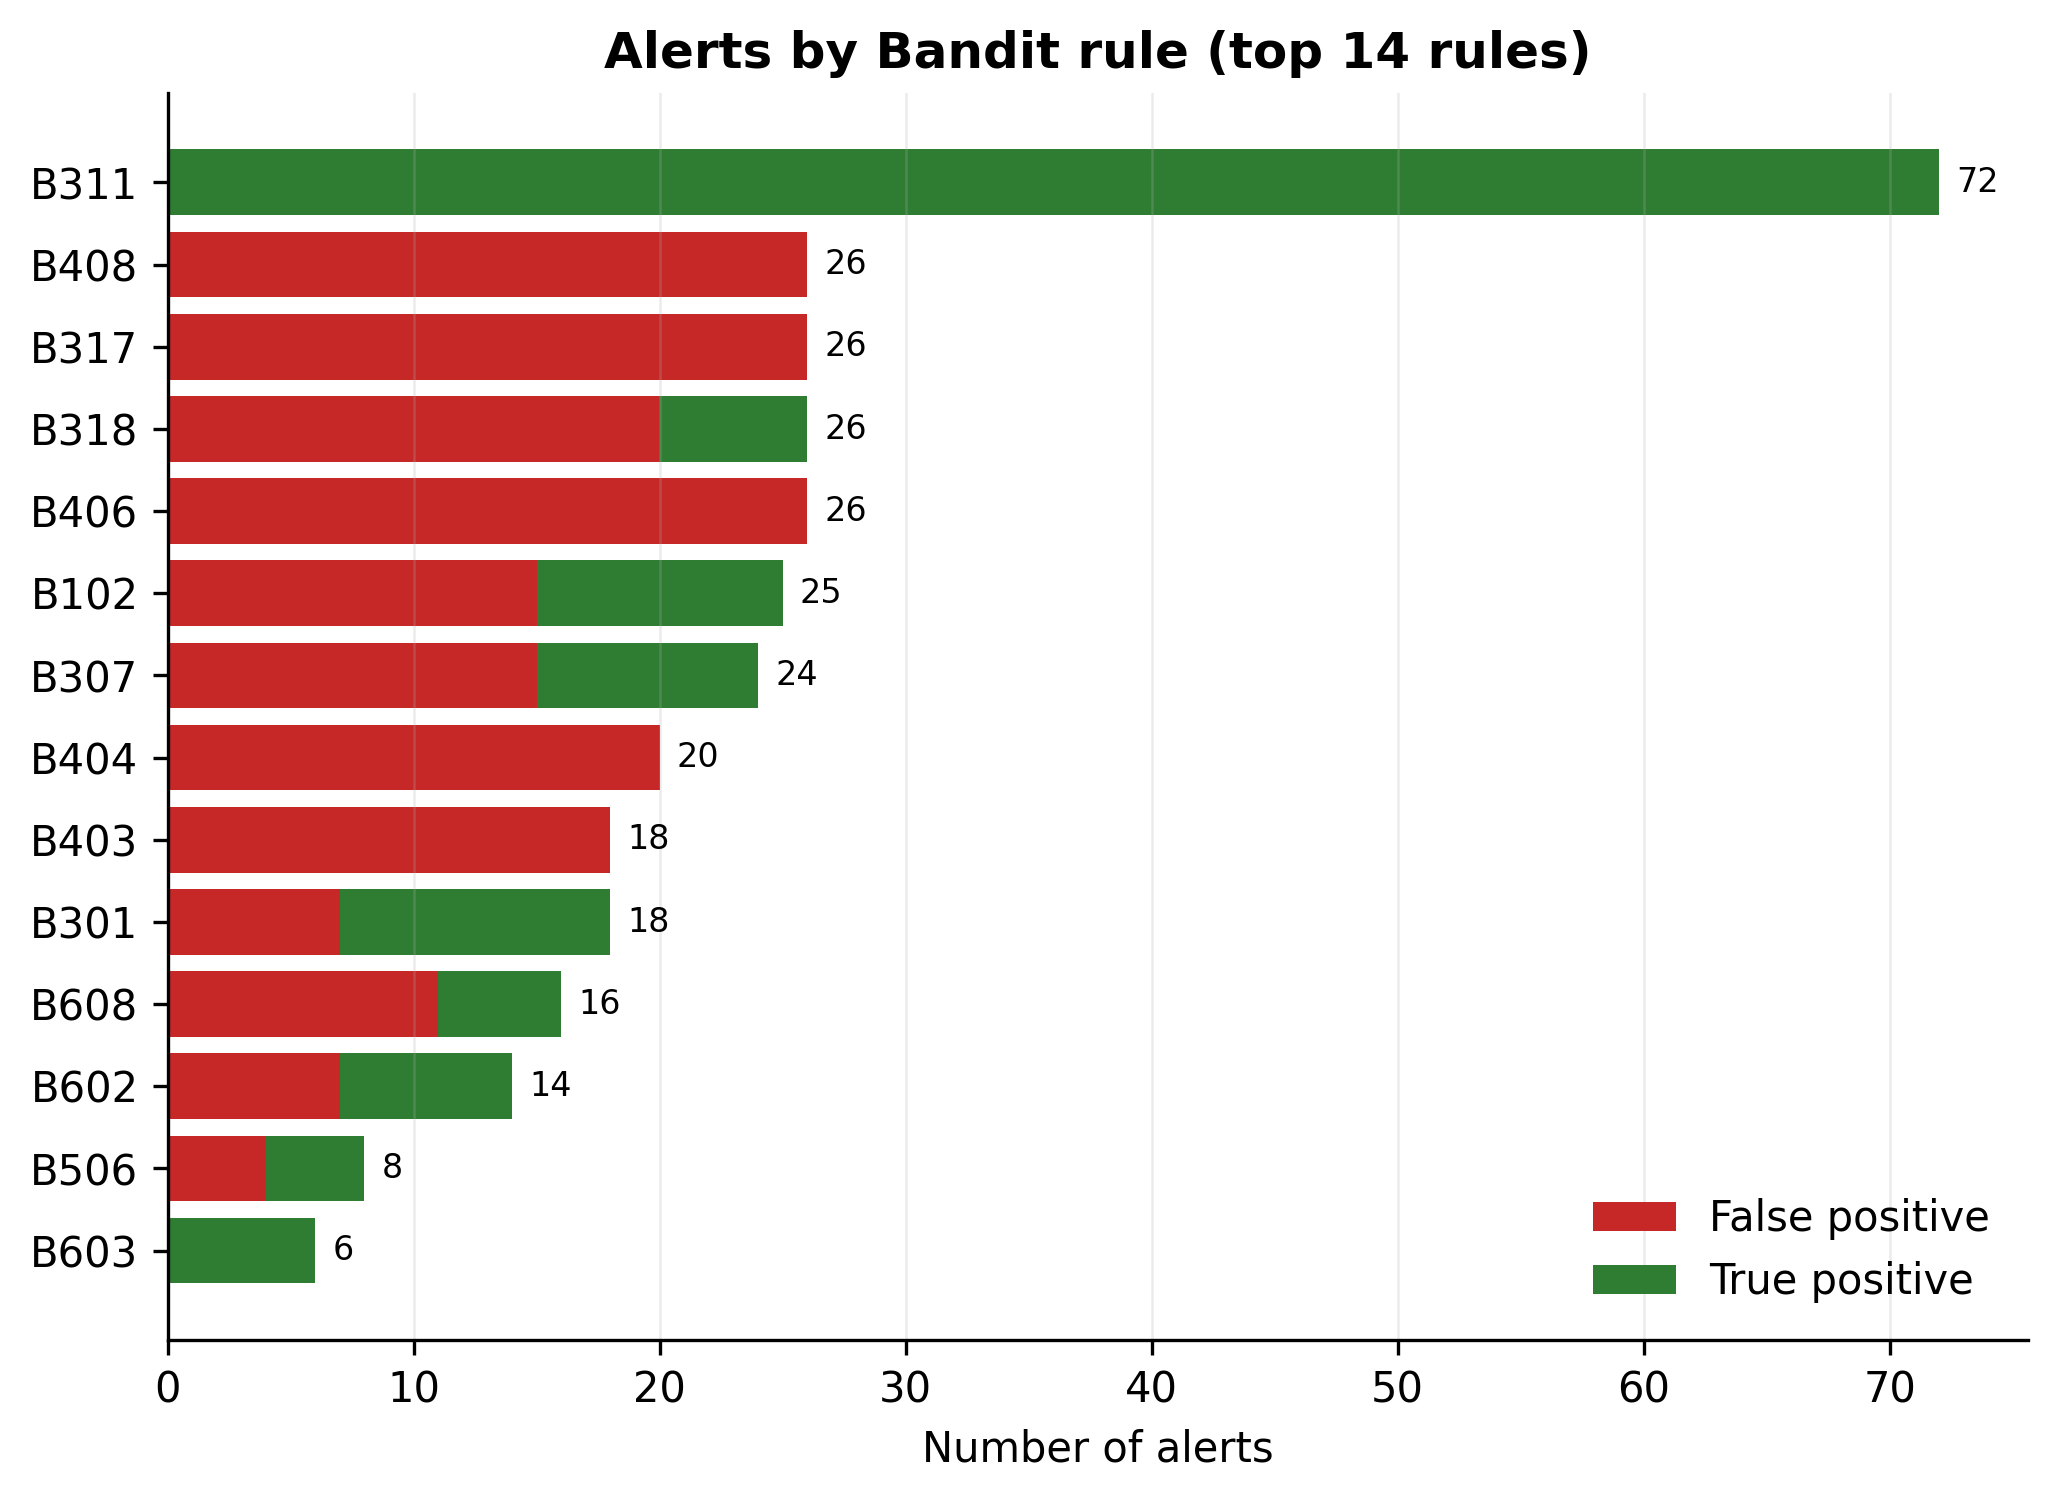 Alerts by Bandit rule (top 14 rules)
B311 72
B408 26
B317 26
B318 26
B406 26
B102 25
B307 24
B404 20
B403 18
B301 18
B608 16
B602 14
B506 8
B603 6
False positive
True positive
0 10 20 30 40 50 60 70
Number of alerts